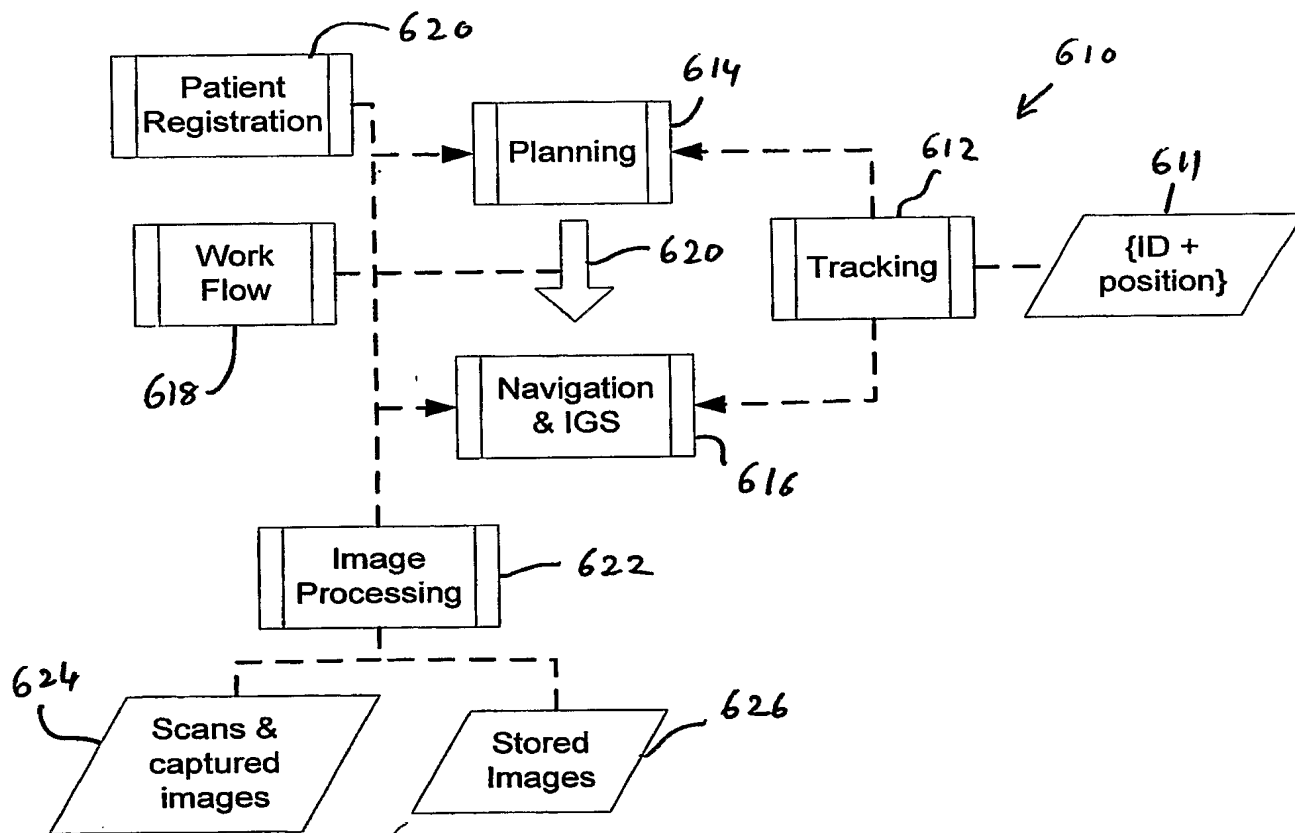 620
Patient
Registration
614
Planning
610
612
Tracking
611
{ID +
position}
Work
Flow
618
620
Navigation
& IGS
616
Image
Processing
622
624
Scans &
captured
images
626
Stored
Images